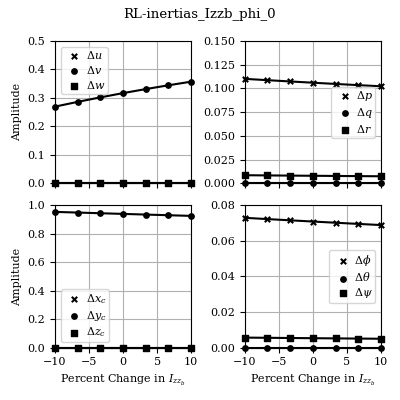 RL-inertias_Izzb_phi_0
0.5
0.4
0.3
0.2
0.1
0.0
Amplitude
Δu
Δv
Δw
0.150
0.125
0.100
0.075
0.050
0.025
0.000
Δp
Δq
Δr
1.0
0.8
0.6
0.4
0.2
0.0
Amplitude
Δx_c
Δy_c
Δz_c
−10 −5 0 5 10
Percent Change in I_{zz_b}
0.08
0.06
0.04
0.02
0.00
Δϕ
Δθ
Δψ
−10 −5 0 5 10
Percent Change in I_{zz_b}